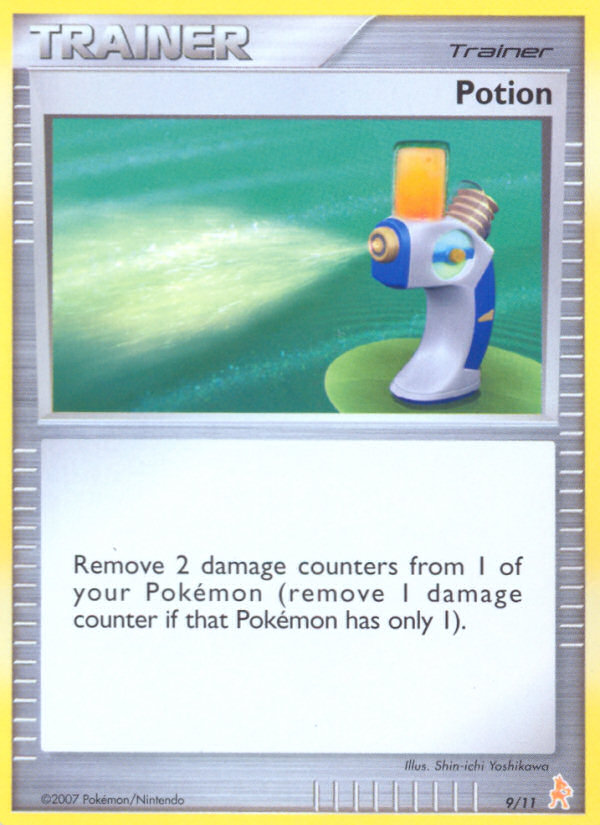 TRAINER
Trainer
Potion
Remove 2 damage counters from 1 of
your Pokémon (remove 1 damage
counter if that Pokémon has only 1).
Illus. Shin-ichi Yoshikawa
©2007 Pokémon/Nintendo
9/11